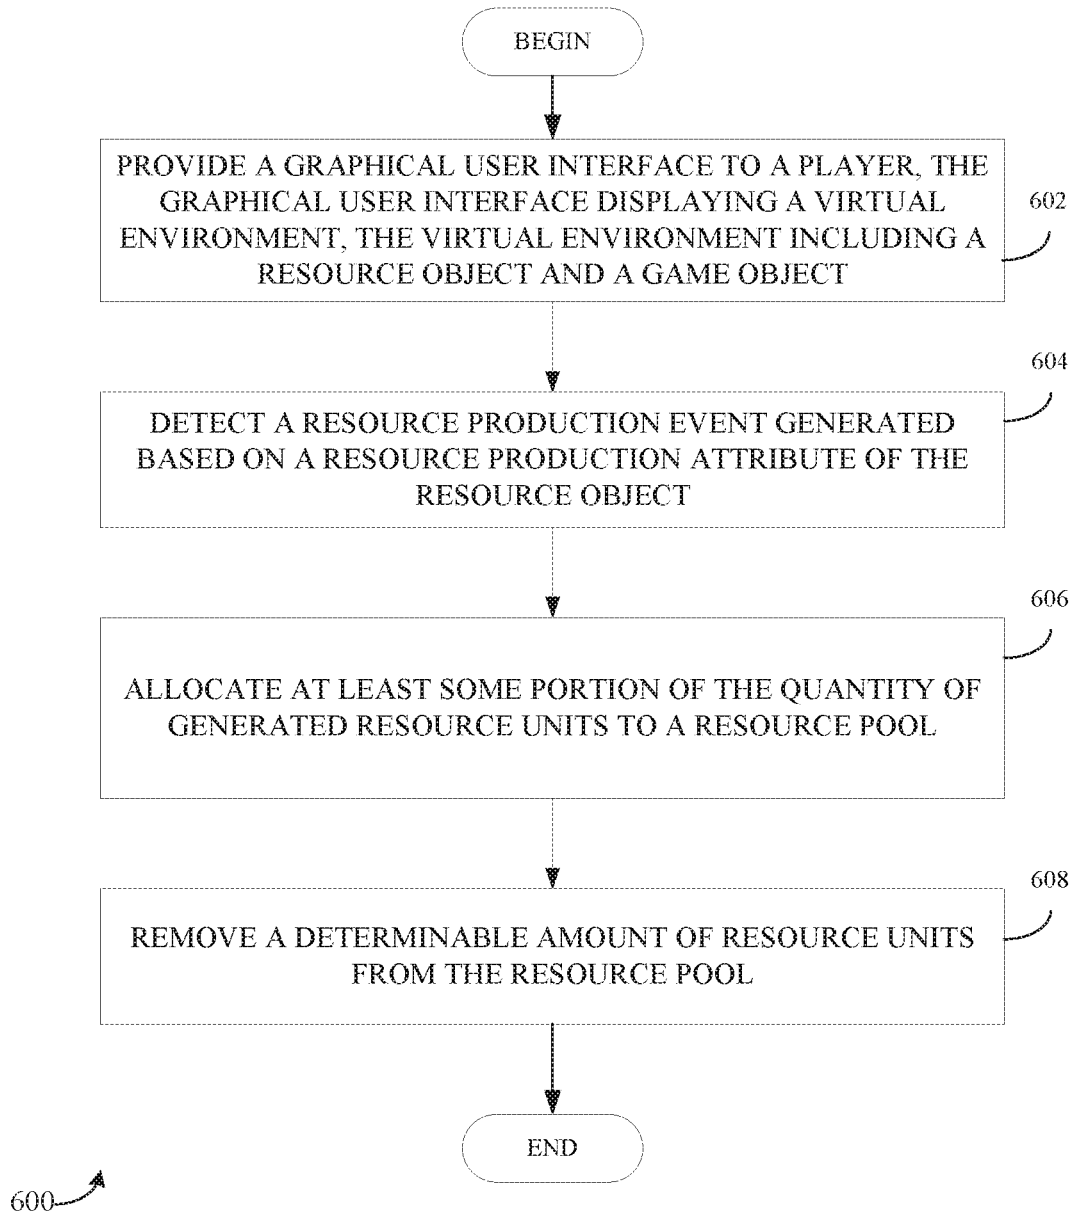 BEGIN
PROVIDE A GRAPHICAL USER INTERFACE TO A PLAYER, THE
GRAPHICAL USER INTERFACE DISPLAYING A VIRTUAL
ENVIRONMENT, THE VIRTUAL ENVIRONMENT INCLUDING A
RESOURCE OBJECT AND A GAME OBJECT
602
DETECT A RESOURCE PRODUCTION EVENT GENERATED
BASED ON A RESOURCE PRODUCTION ATTRIBUTE OF THE
RESOURCE OBJECT
604
ALLOCATE AT LEAST SOME PORTION OF THE QUANTITY OF
GENERATED RESOURCE UNITS TO A RESOURCE POOL
606
REMOVE A DETERMINABLE AMOUNT OF RESOURCE UNITS
FROM THE RESOURCE POOL
608
END
600